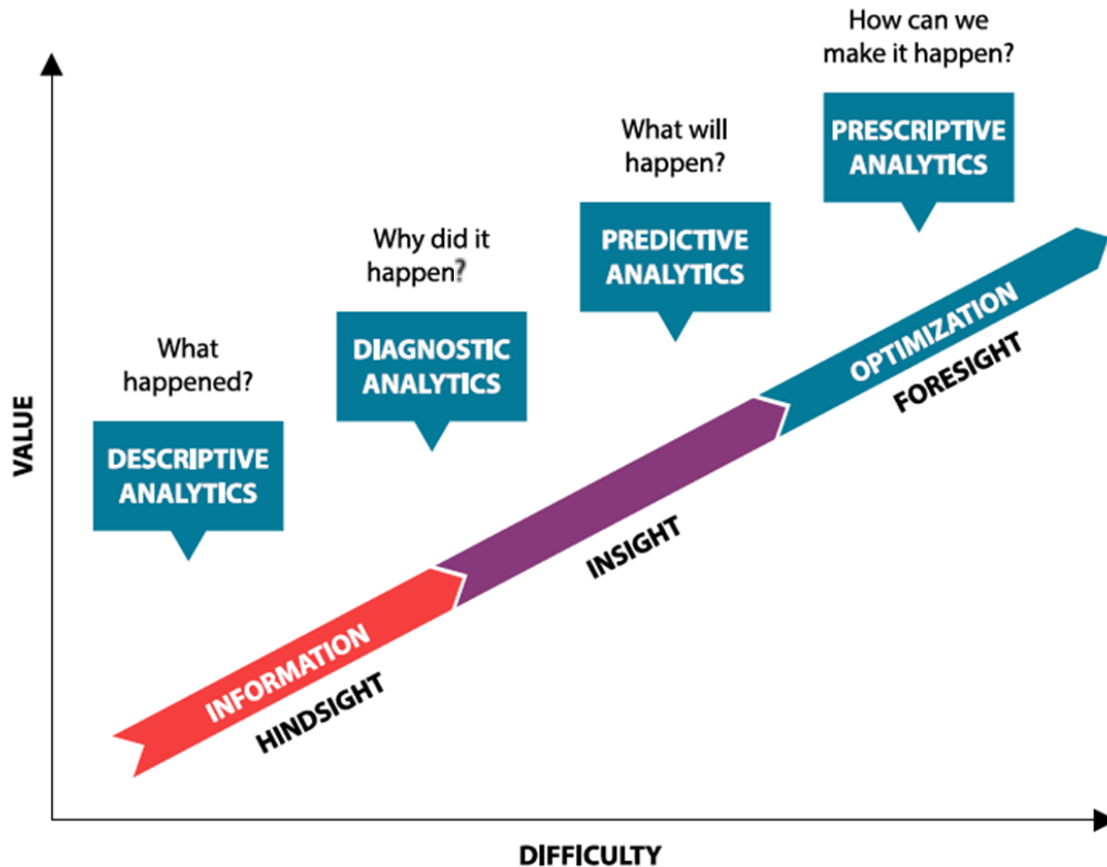 How can we
make it happen?
PRESCRIPTIVE
ANALYTICS
What will
happen?
PREDICTIVE
ANALYTICS
Why did it
happen?
DIAGNOSTIC
ANALYTICS
What
happened?
DESCRIPTIVE
ANALYTICS
VALUE
OPTIMIZATION
FORESIGHT
INSIGHT
INFORMATION
HINDSIGHT
DIFFICULTY